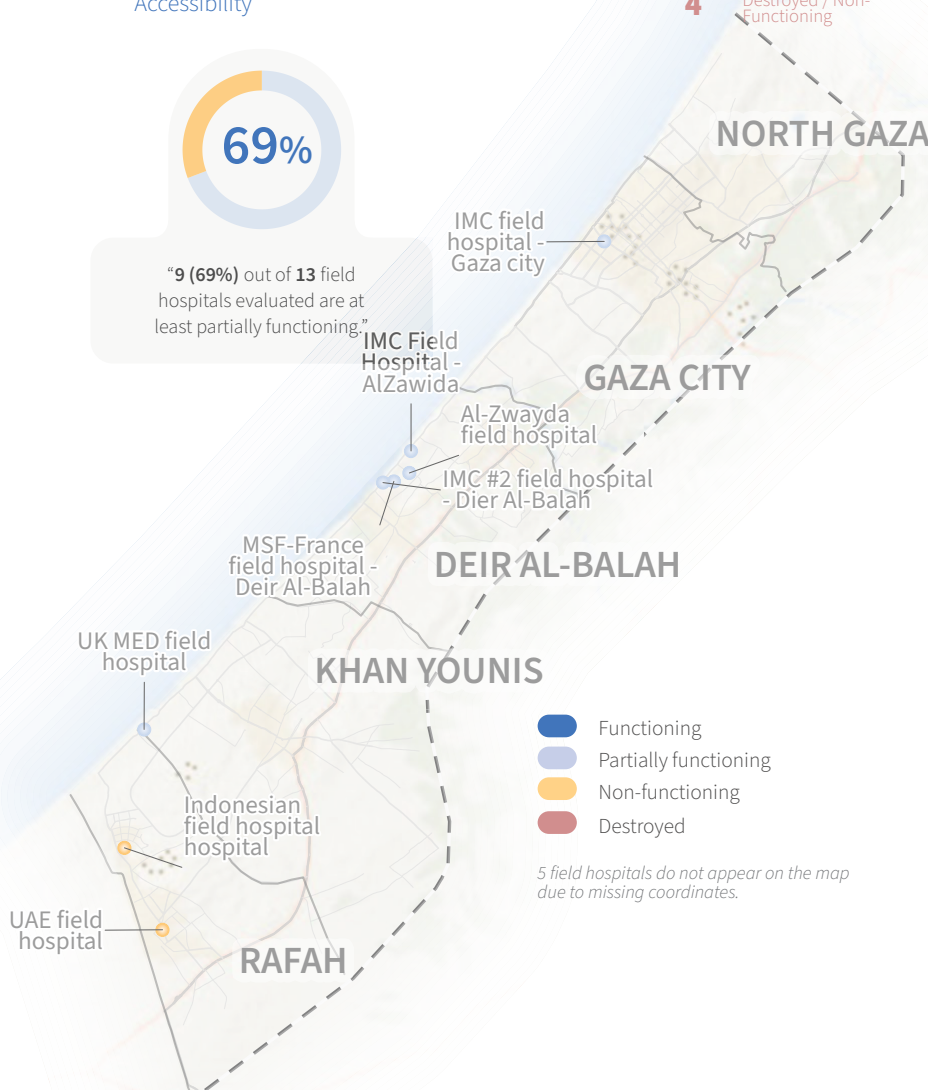 Accessibility
4
Destroyed / Non-
Functioning
69%
“9 (69%) out of 13 field
hospitals evaluated are at
least partially functioning.”
NORTH GAZA
IMC field
hospital -
Gaza city
IMC Field
Hospital -
AlZawida
GAZA CITY
Al-Zwayda
field hospital
IMC #2 field hospital
- Dier Al-Balah
MSF-France
field hospital -
Deir Al-Balah
DEIR AL-BALAH
UK MED field
hospital
KHAN YOUNIS
Functioning
Partially functioning
Non-functioning
Destroyed
5 field hospitals do not appear on the map
due to missing coordinates.
Indonesian
field hospital
hospital
UAE field
hospital
RAFAH